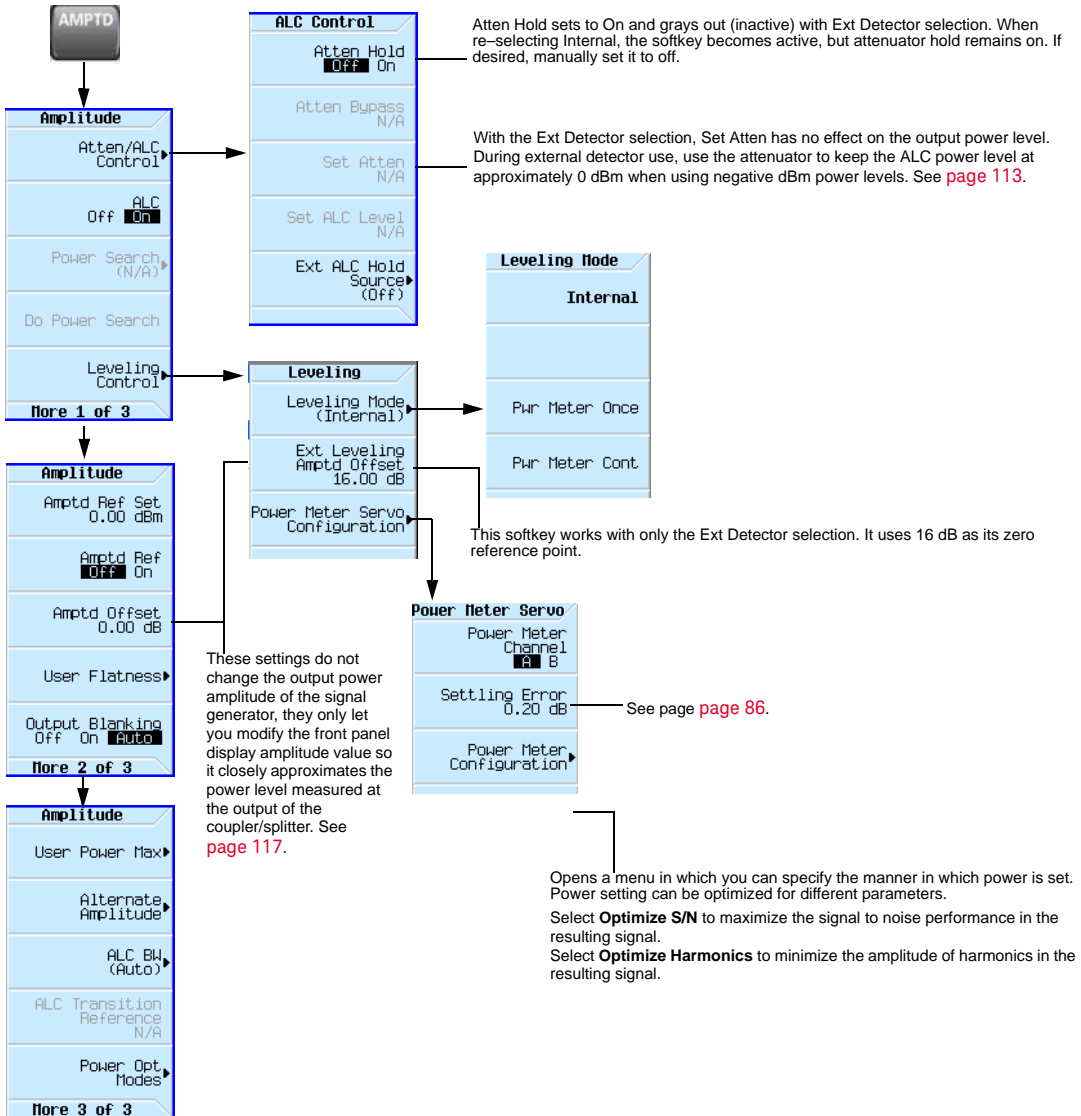 AMPTD
Amplitude
Atten/ALC
Control
ALC
Off On
Power Search
(N/A)
Do Power Search
Leveling
Control
More 1 of 3
ALC Control
Atten Hold
Off On
Atten Bypass
N/A
Set Atten
N/A
Set ALC Level
N/A
Ext ALC Hold
Source
(Off)
Atten Hold sets to On and grays out (inactive) with Ext Detector selection. When
re–selecting Internal, the softkey becomes active, but attenuator hold remains on. If
desired, manually set it to off.
With the Ext Detector selection, Set Atten has no effect on the output power level.
During external detector use, use the attenuator to keep the ALC power level at
approximately 0 dBm when using negative dBm power levels. See page 113.
Leveling
Leveling Mode
(Internal)
Ext Leveling
Amptd Offset
16.00 dB
Power Meter Servo
Configuration
Leveling Mode
Internal
Pwr Meter Once
Pwr Meter Cont
This softkey works with only the Ext Detector selection. It uses 16 dB as its zero
reference point.
Amplitude
Amptd Ref Set
0.00 dBm
Amptd Ref
Off On
Amptd Offset
0.00 dB
User Flatness
Output Blanking
Off On Auto
More 2 of 3
These settings do not
change the output power
amplitude of the signal
generator, they only let
you modify the front panel
display amplitude value so
it closely approximates the
power level measured at
the output of the
coupler/splitter. See
page 117.
Power Meter Servo
Power Meter
Channel
A B
Settling Error
0.20 dB
Power Meter
Configuration
See page page 86.
Amplitude
User Power Max
Alternate
Amplitude
ALC BW
(Auto)
ALC Transition
Reference
N/A
Power Opt
Modes
More 3 of 3
Opens a menu in which you can specify the manner in which power is set.
Power setting can be optimized for different parameters.
Select Optimize S/N to maximize the signal to noise performance in the
resulting signal.
Select Optimize Harmonics to minimize the amplitude of harmonics in the
resulting signal.